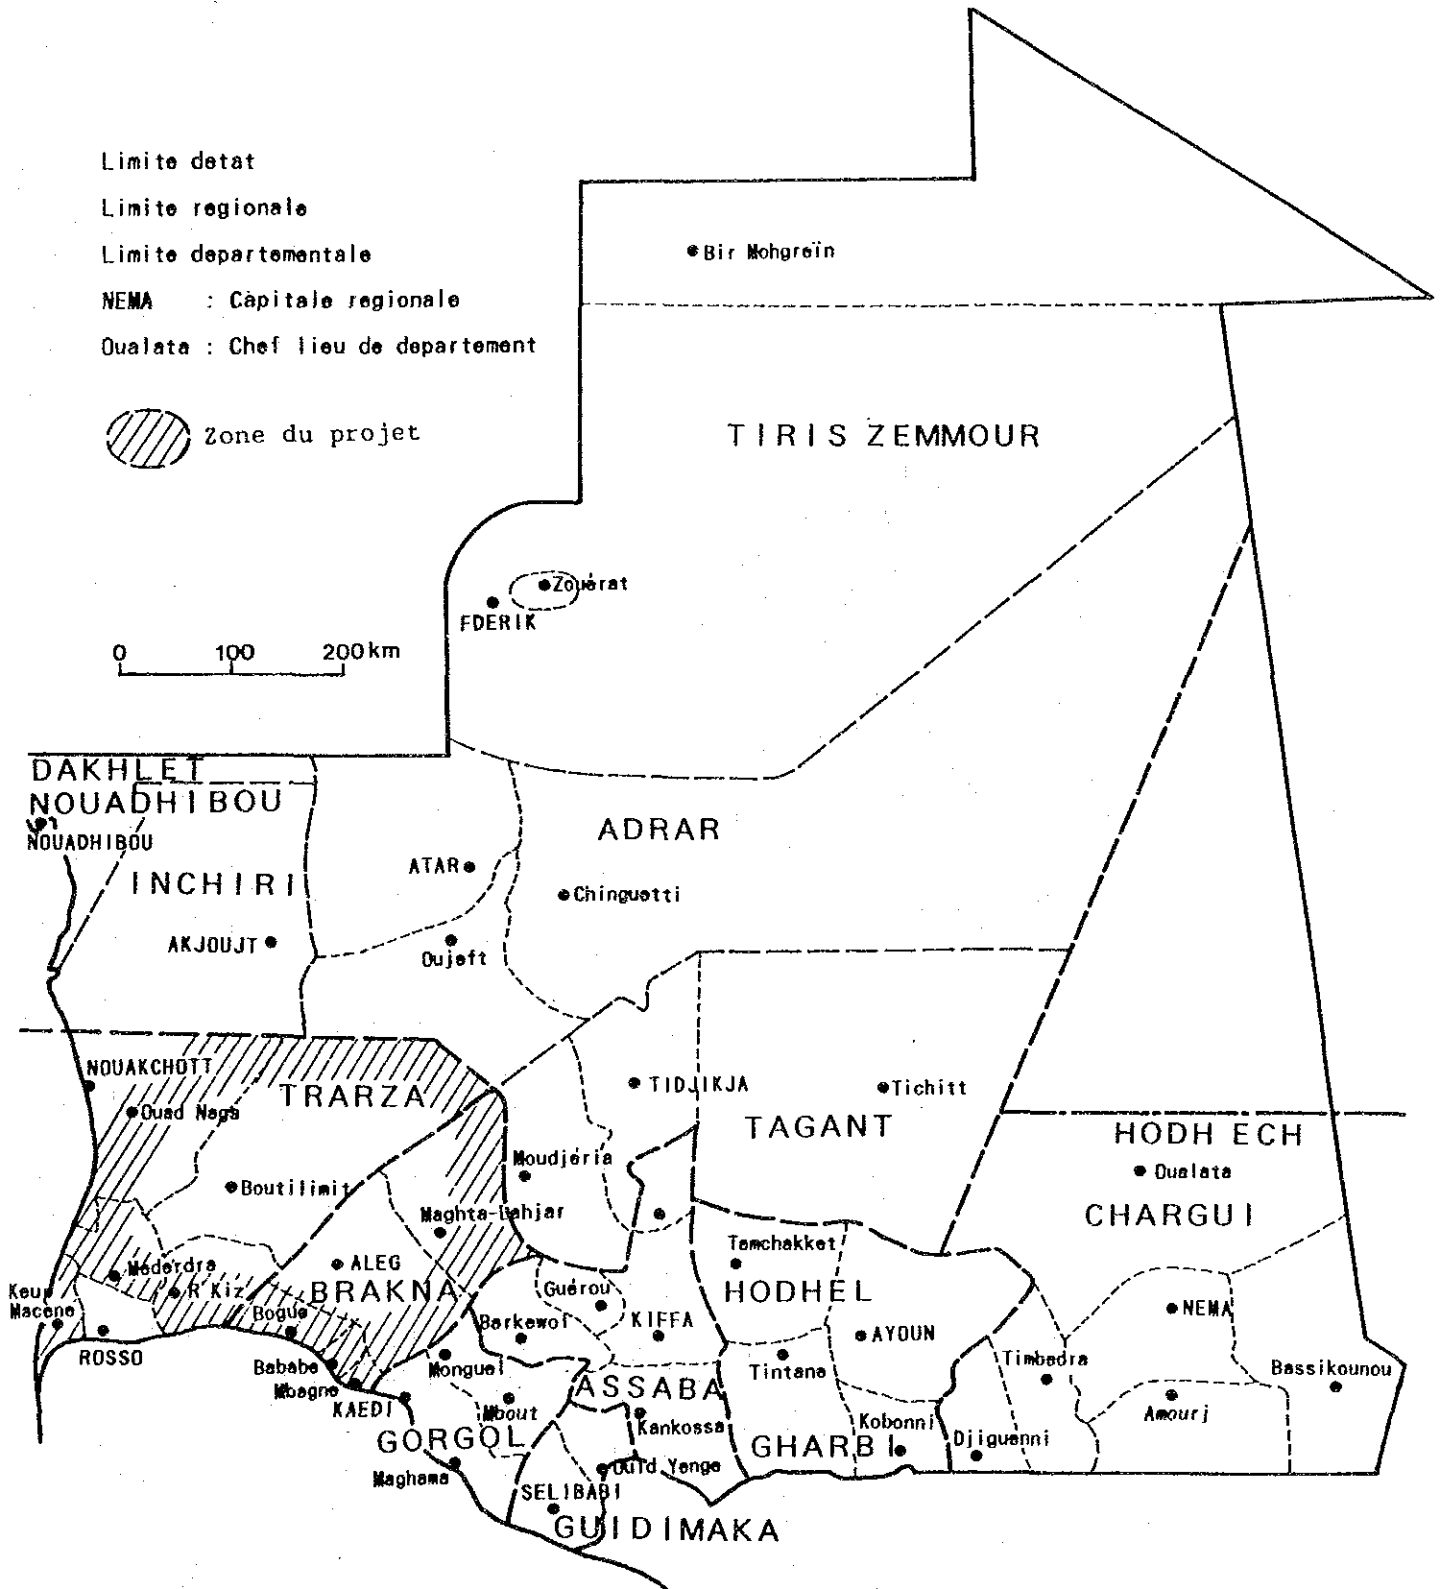 Limite detat
Limite regionale
Limite departementale
NEMA : Capitale regionale
Oualata : Chef lieu de departement
Zone du projet
0 100 200 km
Bir Mohgreïn
TIRIS ZEMMOUR
Zouérat
FDERIK
DAKHLET
NOUADHIBOU
NOUADHIBOU
ADRAR
ATAR
INCHIRI
Chinguetti
AKJOUJT
Oujeft
NOUAKCHOTT
TRARZA
TIDJIKJA
Tichitt
Ouad Naga
TAGANT
HODH ECH
Moudjéria
Oualata
Boutilimit
Maghta-Lahjar
CHARGUI
Tamchakket
Mederdra
ALEG
R'Kiz
BRAKNA
Guérou
HODHEL
Keur
Macene
Bogue
Barkewol
KIFFA
AYOUN
NEMA
ROSSO
Bababe
Monguel
Tintane
Timbedra
Bassikounou
Mbagne
ASSABA
KAEDI
Mbout
Kankossa
Kobonni
Amourj
GORGOL
GHARBI
Djiguenni
Maghama
Ould Yenge
SELIBABI
GUIDIMAKA